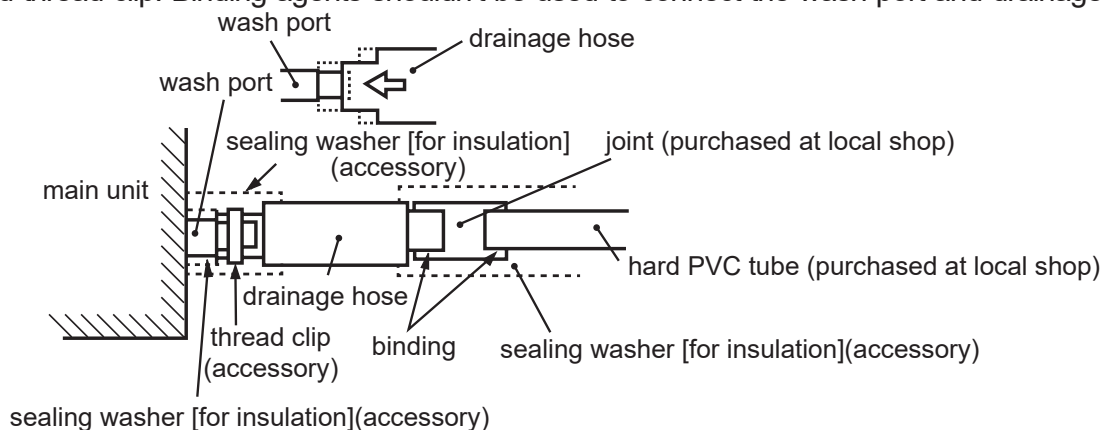 thread clip. Binding agents shouldn't be used to connect the wash port and drainage
wash port
drainage hose
wash port
sealing washer [for insulation]
(accessory)
joint (purchased at local shop)
main unit
hard PVC tube (purchased at local shop)
drainage hose
thread clip
(accessory)
binding
sealing washer [for insulation](accessory)
sealing washer [for insulation](accessory)